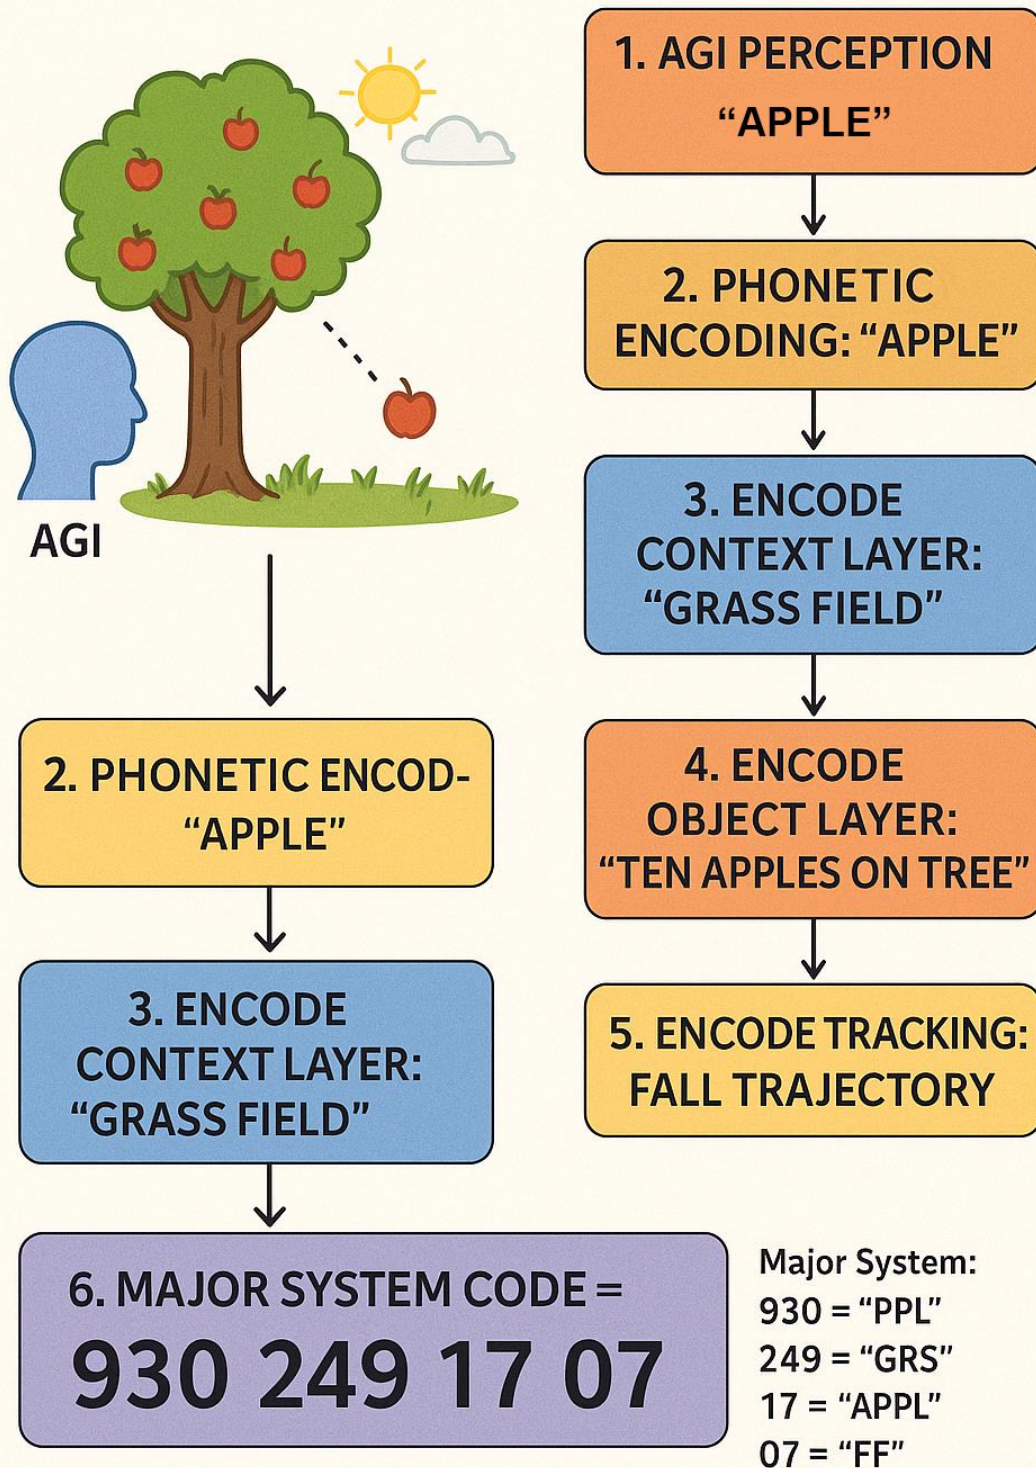 AGI
2. PHONETIC ENCOD-
“APPLE”
3. ENCODE
CONTEXT LAYER:
“GRASS FIELD”
1. AGI PERCEPTION
“APPLE”
2. PHONETIC
ENCODING: “APPLE”
3. ENCODE
CONTEXT LAYER:
“GRASS FIELD”
4. ENCODE
OBJECT LAYER:
“TEN APPLES ON TREE”
5. ENCODE TRACKING:
FALL TRAJECTORY
6. MAJOR SYSTEM CODE =
930 249 17 07
Major System:
930 = “PPL”
249 = “GRS”
17 = “APPL”
07 = “FF”